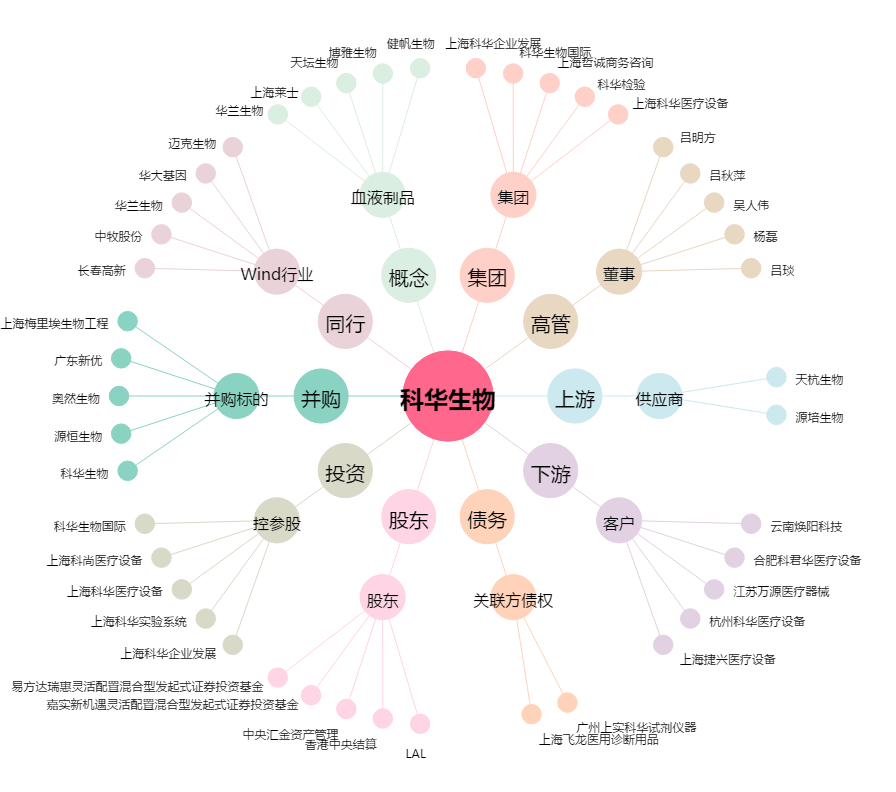 健帆生物
上海科华企业发展
博雅生物
科华生物国际
天坛生物
上海哲诚商务咨询
上海莱士
科华检验
华兰生物
上海科华医疗设备
迈克生物
吕明方
华大基因
吕秋萍
血液制品
集团
华兰生物
吴人伟
中牧股份
杨磊
长春高新
Wind行业
概念
集团
董事
吕琰
同行
高管
上海梅里埃生物工程
广东新优
天杭生物
奥然生物
并购标的
并购
科华生物
上游
供应商
源培生物
源恒生物
科华生物
投资
下游
科华生物国际
控参股
股东
债务
客户
云南焕阳科技
上海科尚医疗设备
合肥科君华医疗设备
上海科华医疗设备
江苏万源医疗器械
股东
关联方债权
上海科华实验系统
杭州科华医疗设备
上海科华企业发展
上海捷兴医疗设备
易方达瑞惠灵活配置混合型发起式证券投资基金
嘉实新机遇灵活配置混合型发起式证券投资基金
中央汇金资产管理
广州上实科华试剂仪器
香港中央结算
上海飞龙医用诊断用品
LAL